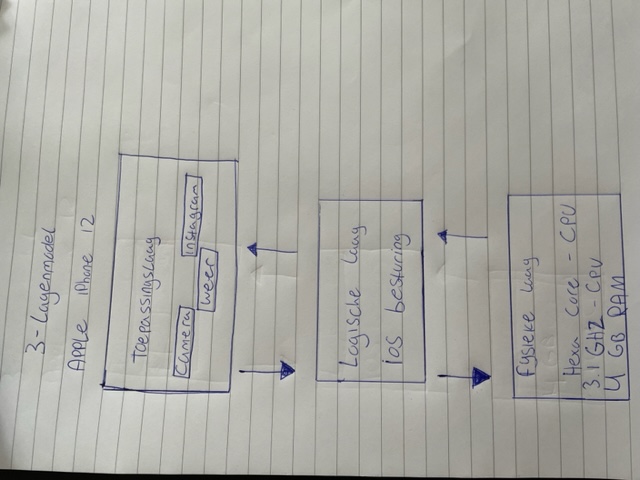 3-Lagenmodel
APPLe iPhone 12
Toepassingslaag
Camera
instagram
weer
Logische laag
ios besturing
Fysieke laag
Hexa Core - CPU
3.1 GHZ - CPU
4 GB RAM